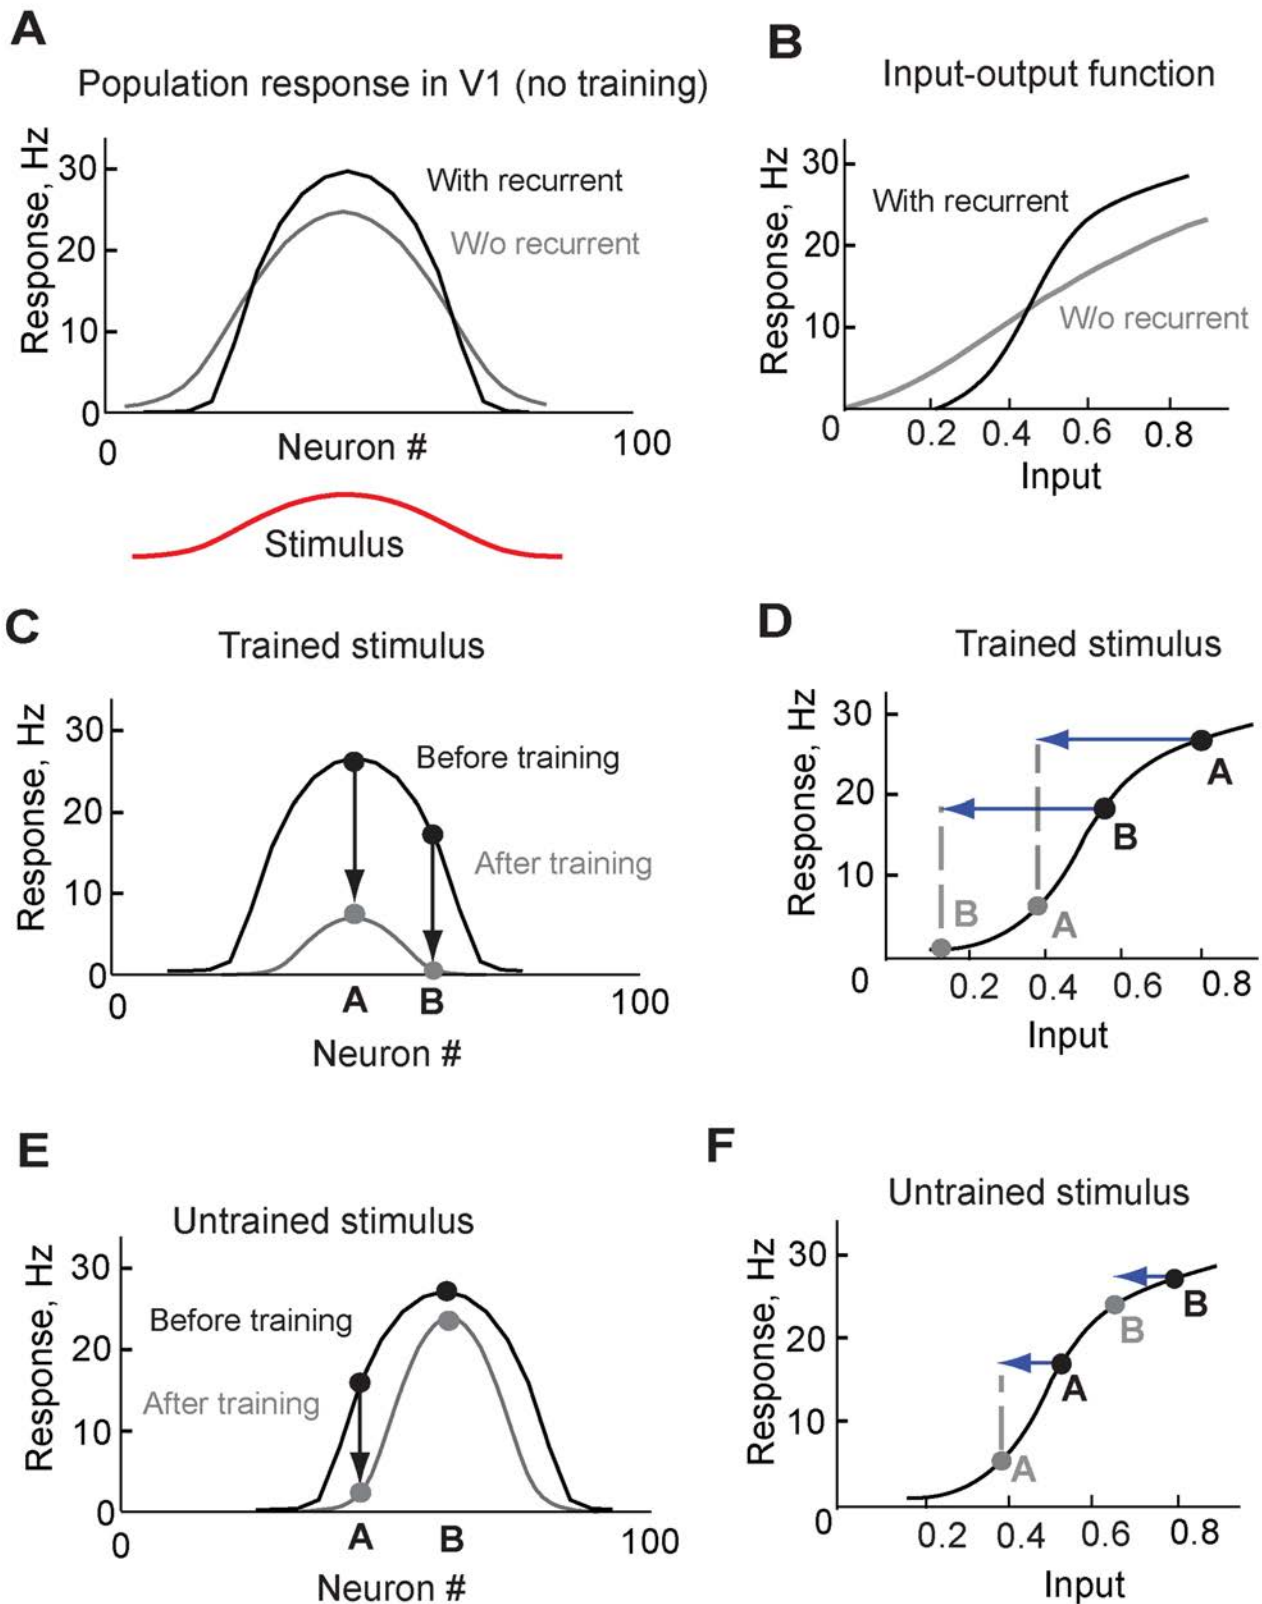 A
Population response in V1 (no training)
Response, Hz
30
20
10
0
With recurrent
W/o recurrent
0
Neuron #
100
Stimulus
B
Input-output function
Response, Hz
30
20
10
0
With recurrent
W/o recurrent
0.2 0.4 0.6 0.8
Input
C
Trained stimulus
Response, Hz
30
20
10
0
Before training
After training
0
A
B
100
Neuron #
D
Trained stimulus
Response, Hz
30
20
10
0
A
B
B
A
0.2 0.4 0.6 0.8
Input
E
Untrained stimulus
Response, Hz
30
20
10
0
Before training
After training
0
A
B
100
Neuron #
F
Untrained stimulus
Response, Hz
30
20
10
0
B
B
A
A
0.2 0.4 0.6 0.8
Input